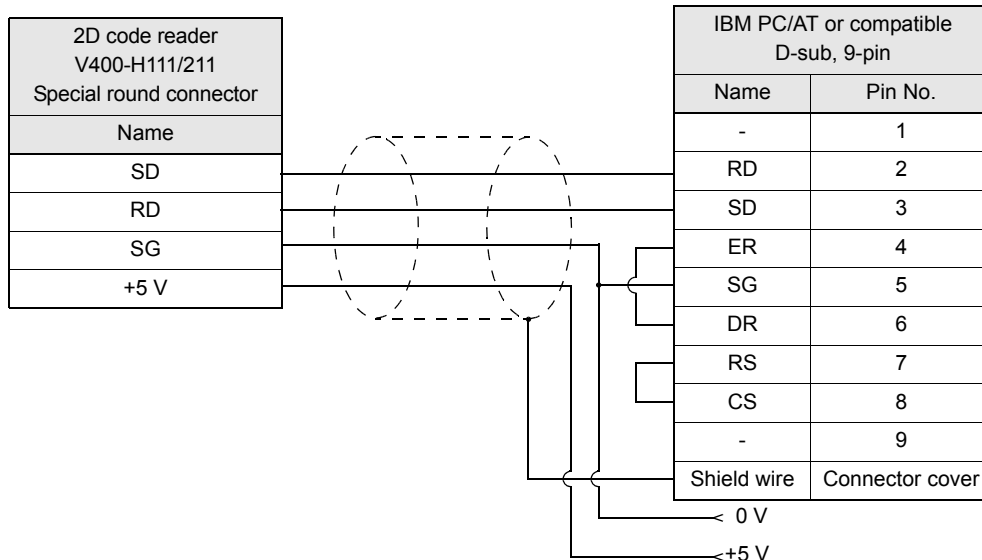 2D code reader
V400-H111/211
Special round connector
Name
SD
RD
SG
+5 V
IBM PC/AT or compatible
D-sub, 9-pin
Name Pin No.
- 1
RD 2
SD 3
ER 4
SG 5
DR 6
RS 7
CS 8
- 9
Shield wire Connector cover
0 V
+5 V